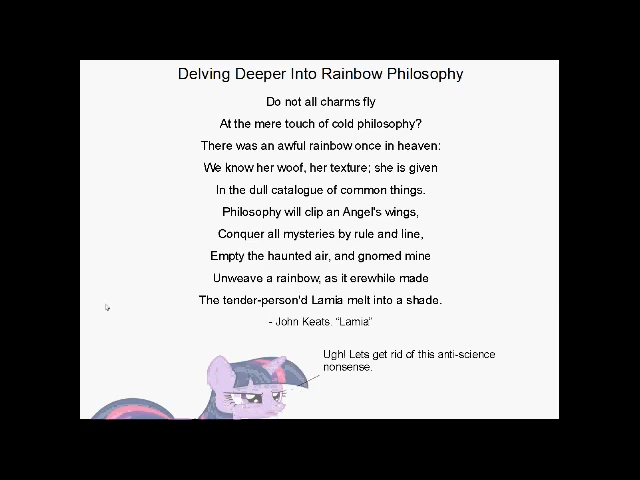 Delving Deeper Into Rainbow Philosophy
Do not all charms fly
At the mere touch of cold philosophy?
There was an awful rainbow once in heaven:
We know her woof, her texture; she is given
In the dull catalogue of common things.
Philosophy will clip an Angel's wings,
Conquer all mysteries by rule and line,
Empty the haunted air, and gnomed mine
Unweave a rainbow, as it erewhile made
The tender-person'd Lamia melt into a shade.
- John Keats. "Lamia"
Ugh! Lets get rid of this anti-science
nonsense.